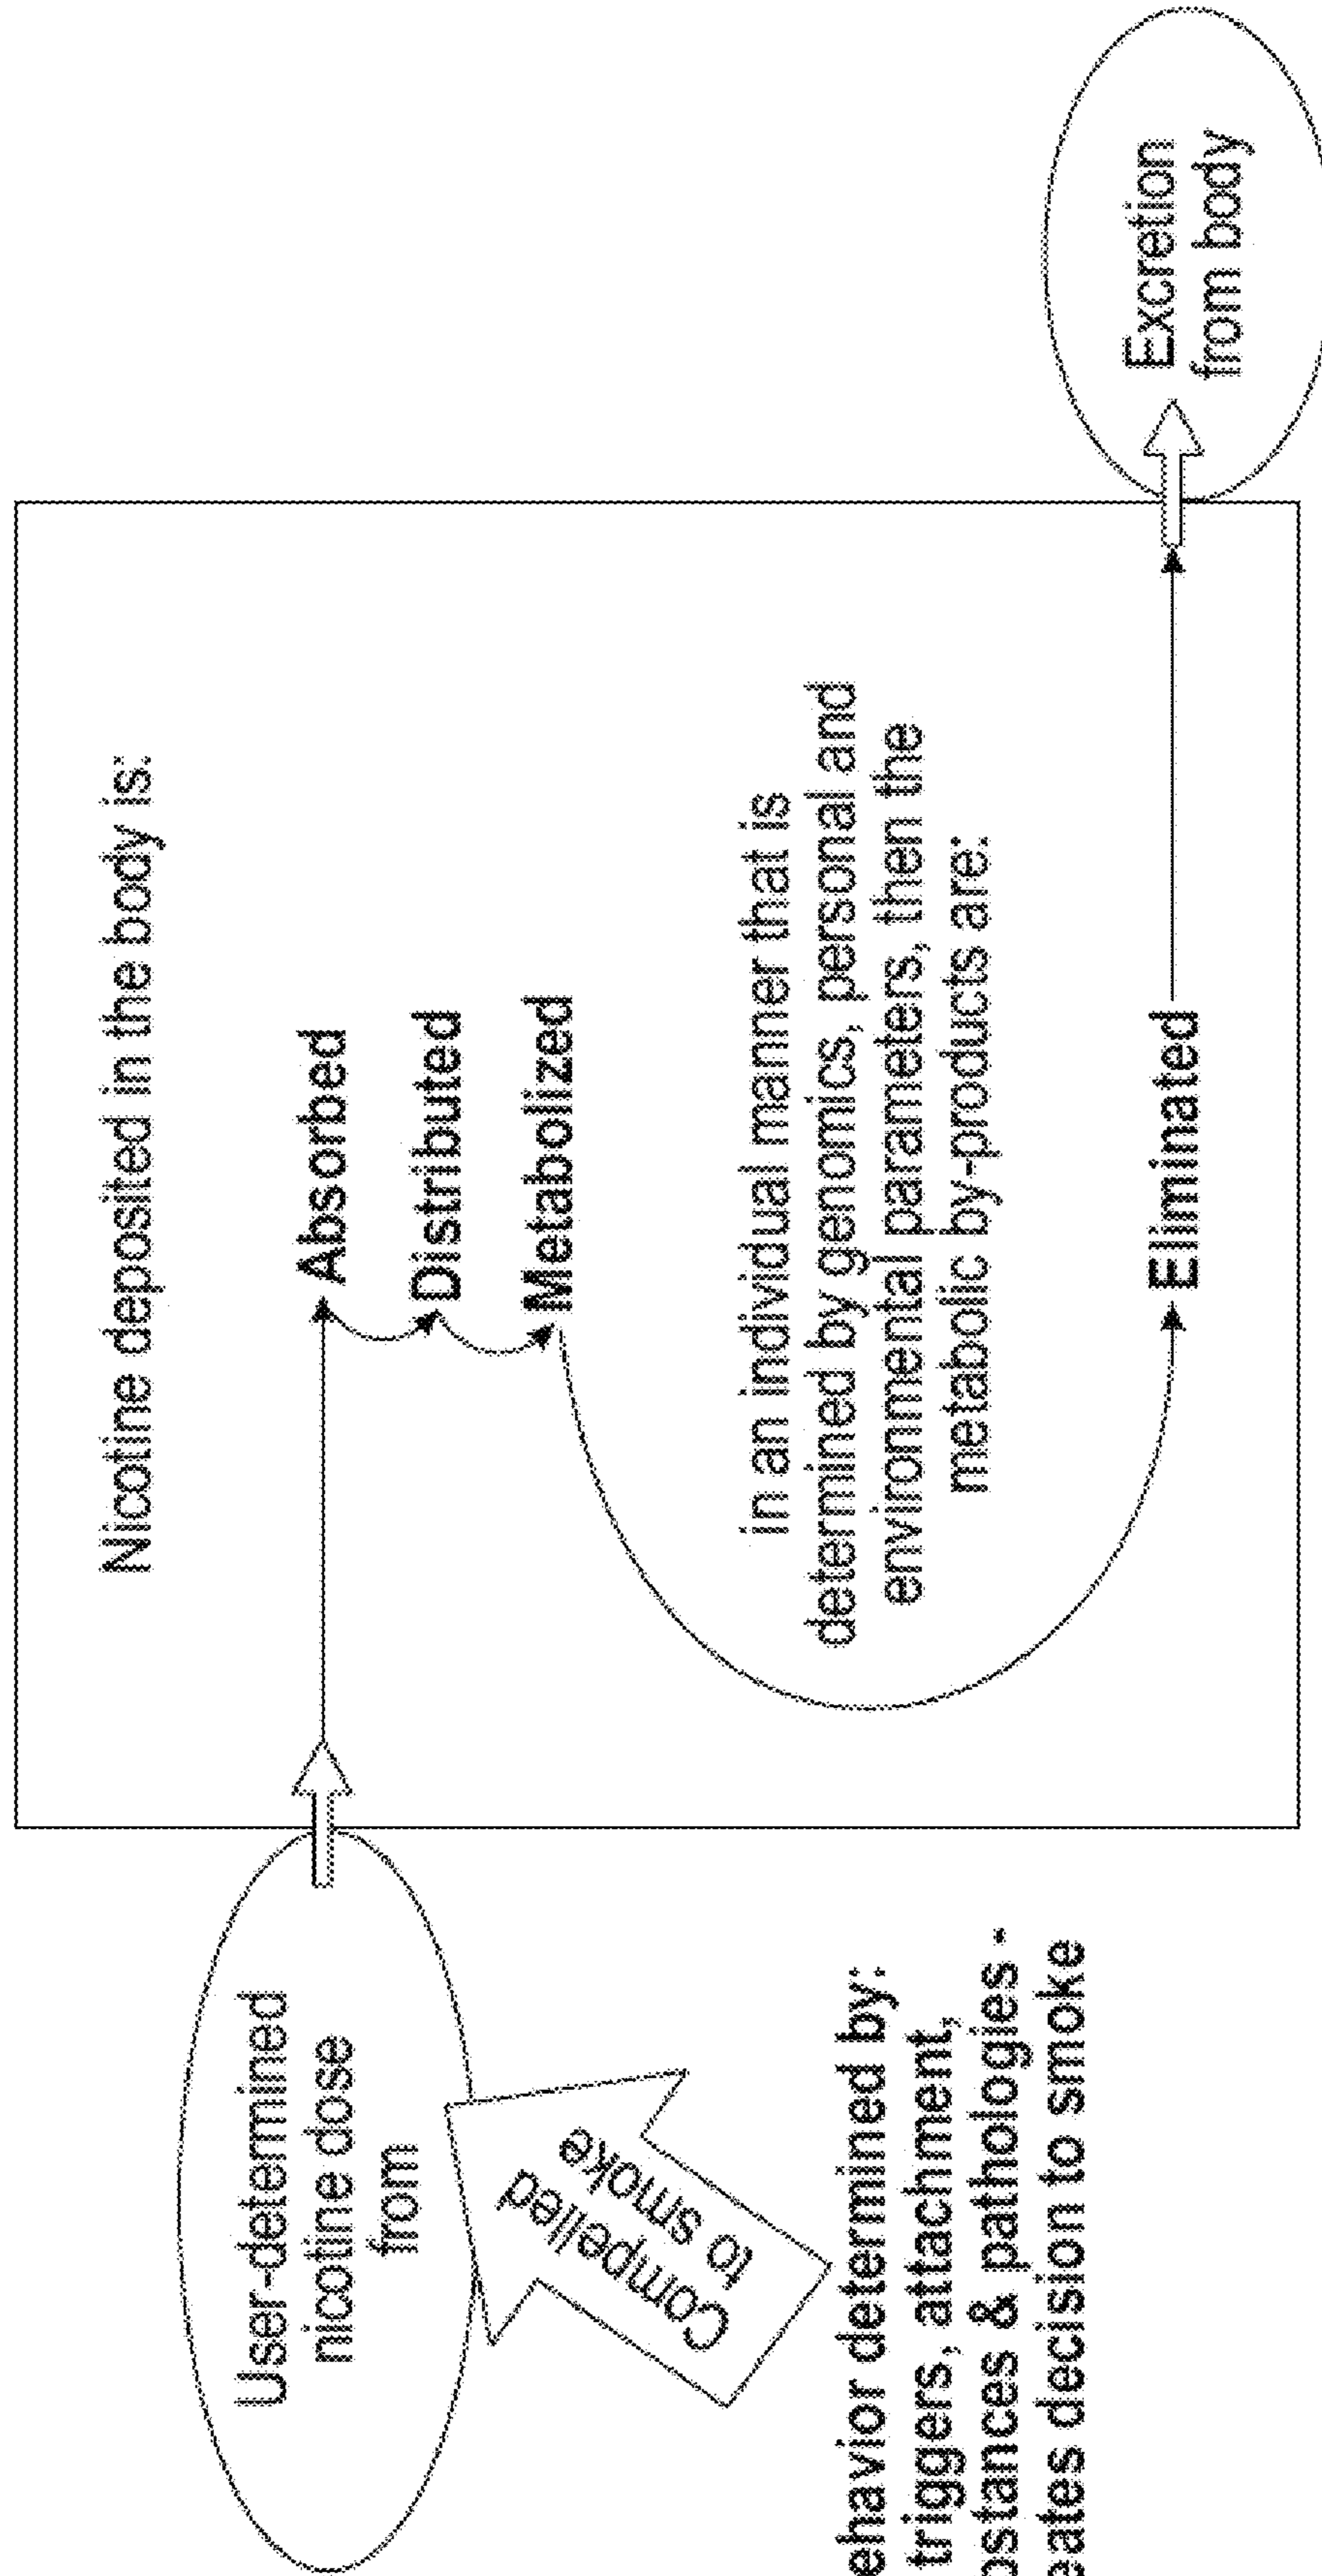 User-determined
nicotine dose
from
Compelled
to smoke
ehavior determined by:
triggers, attachment,
bstances & pathologies -
eates decision to smoke
Nicotine deposited in the body is:
Absorbed
Distributed
Metabolized
in an individual manner that is
determined by genomics, personal and
environmental parameters, then the
metabolic by-products are:
Eliminated
Excretion
from body